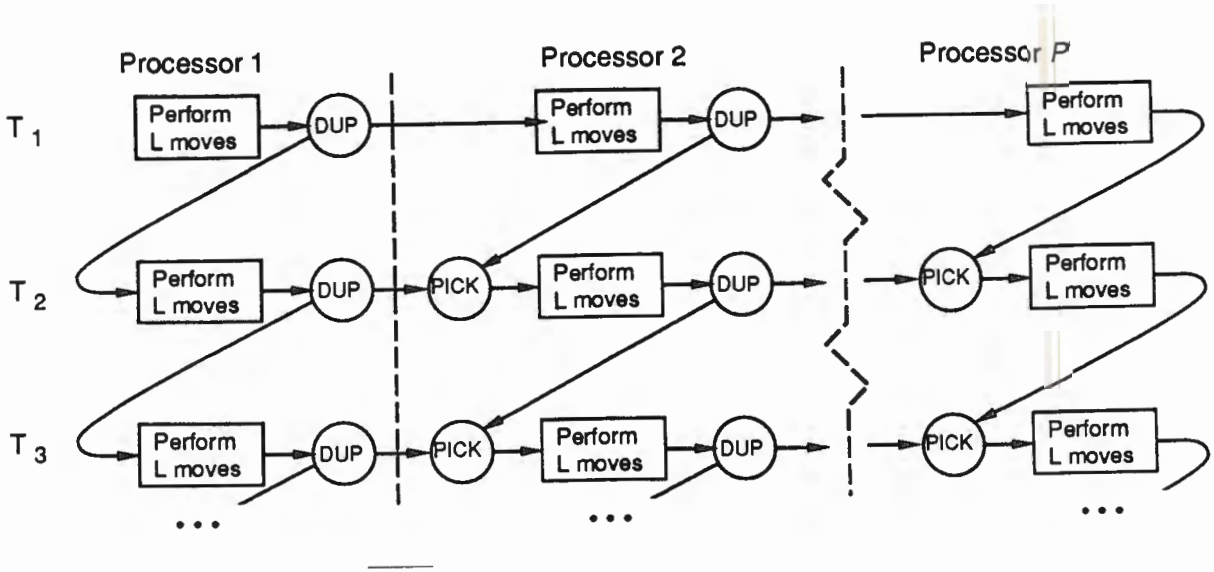 Processor 1
Processor 2
Processor P
T 1
Perform
L moves
DUP
Perform
L moves
DUP
Perform
L moves
T 2
Perform
L moves
DUP
PICK
Perform
L moves
DUP
PICK
Perform
L moves
T 3
Perform
L moves
DUP
PICK
Perform
L moves
DUP
PICK
Perform
L moves
•••
•••
•••